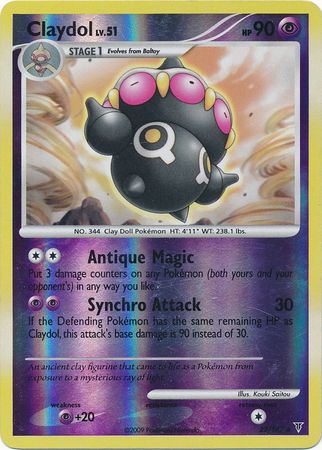 Claydol LV.51 HP 90
STAGE 1 Evolves from Baltoy
NO. 344 Clay Doll Pokémon HT: 4'11" WT: 238.1 lbs.
Antique Magic
Put 3 damage counters on any Pokémon (both yours and your
opponent's) in any way you like.
Synchro Attack 30
If the Defending Pokémon has the same remaining HP as
Claydol, this attack's base damage is 90 instead of 30.
An ancient clay figurine that came to life as a Pokémon from
exposure to a mysterious ray of light.
Illus. Kouki Saitou
weakness resistance retreat cost
+20
©2009 Pokémon/Nintendo